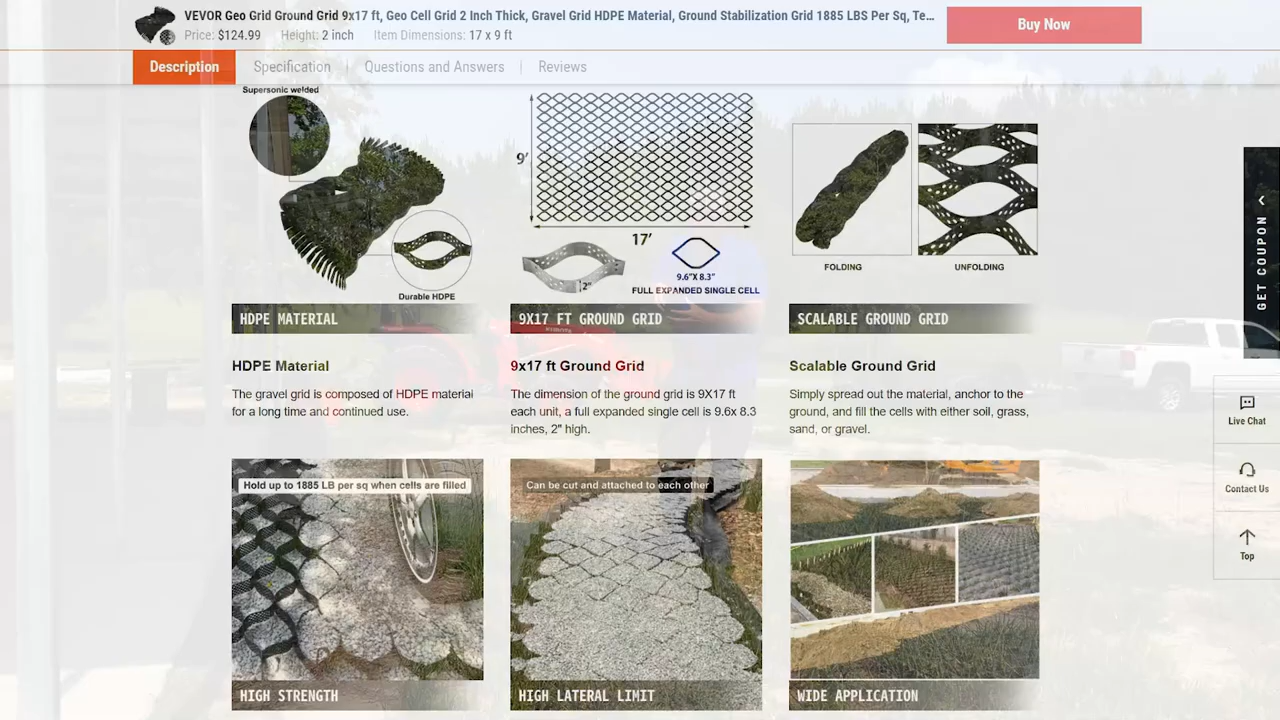 VEVOR Geo Grid Ground Grid 9x17 ft, Geo Cell Grid 2 Inch Thick, Gravel Grid HDPE Material, Ground Stabilization Grid 1885 LBS Per Sq, Te...
Price: $124.99 Height: 2 inch Item Dimensions: 17 x 9 ft
Buy Now
Description Specification | Questions and Answers | Reviews
Supersonic welded
Durable HDPE
HDPE MATERIAL
9'
17'
2"
9.6"X 8.3"
FULL EXPANDED SINGLE CELL
9X17 FT GROUND GRID
FOLDING
UNFOLDING
SCALABLE GROUND GRID
HDPE Material
The gravel grid is composed of HDPE material
for a long time and continued use.
9x17 ft Ground Grid
The dimension of the ground grid is 9X17 ft
each unit, a full expanded single cell is 9.6x 8.3
inches, 2" high.
Scalable Ground Grid
Simply spread out the material, anchor to the
ground, and fill the cells with either soil, grass,
sand, or gravel.
Hold up to 1885 LB per sq when cells are filled
HIGH STRENGTH
Can be cut and attached to each other
HIGH LATERAL LIMIT
WIDE APPLICATION
GET COUPON
Live Chat
Contact Us
Top